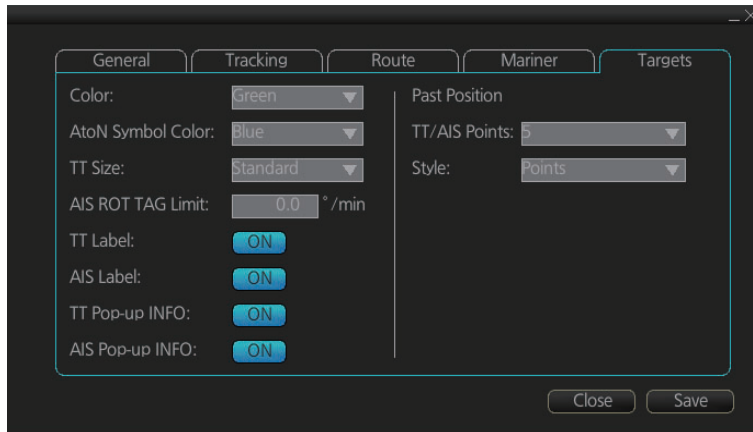 General Tracking Route Mariner Targets
Color: Green
AtoN Symbol Color: Blue
TT Size: Standard
AIS ROT TAG Limit: 0.0 °/min
TT Label: ON
AIS Label: ON
TT Pop-up INFO: ON
AIS Pop-up INFO: ON
Past Position
TT/AIS Points: 5
Style: Points
Close Save